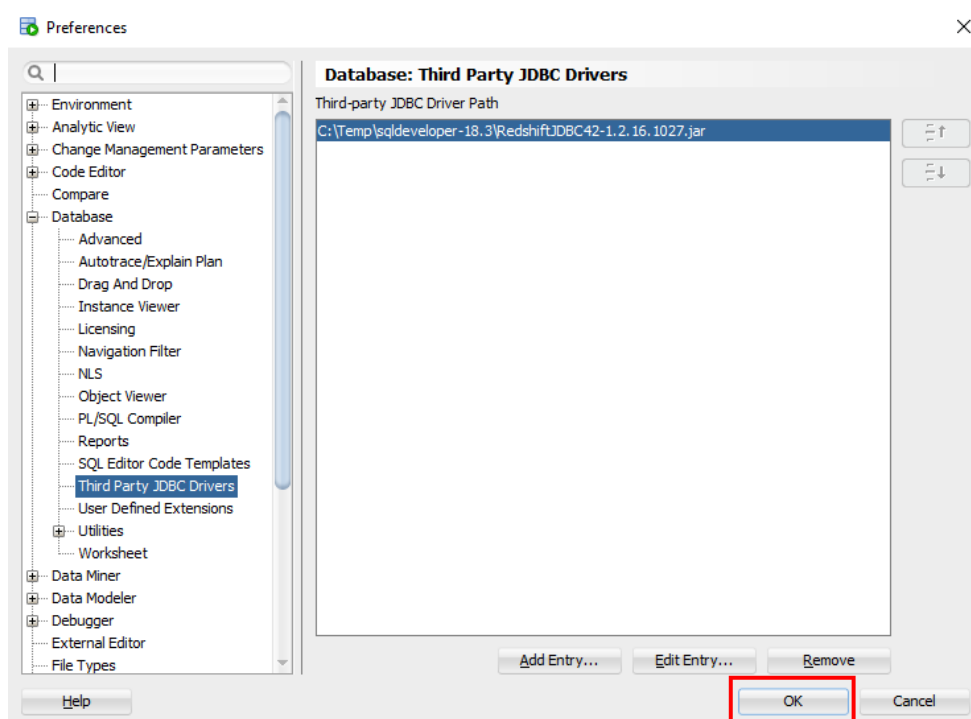 Preferences
Database: Third Party JDBC Drivers
Environment
Analytic View
Change Management Parameters
Code Editor
Compare
Database
Advanced
Autotrace/Explain Plan
Drag And Drop
Instance Viewer
Licensing
Navigation Filter
NLS
Object Viewer
PL/SQL Compiler
Reports
SQL Editor Code Templates
Third Party JDBC Drivers
User Defined Extensions
Utilities
Worksheet
Data Miner
Data Modeler
Debugger
External Editor
File Types
Third-party JDBC Driver Path
C:\Temp\sqldeveloper-18.3\RedshiftJDBC42-1.2.16.1027.jar
Add Entry... Edit Entry... Remove
Help OK Cancel